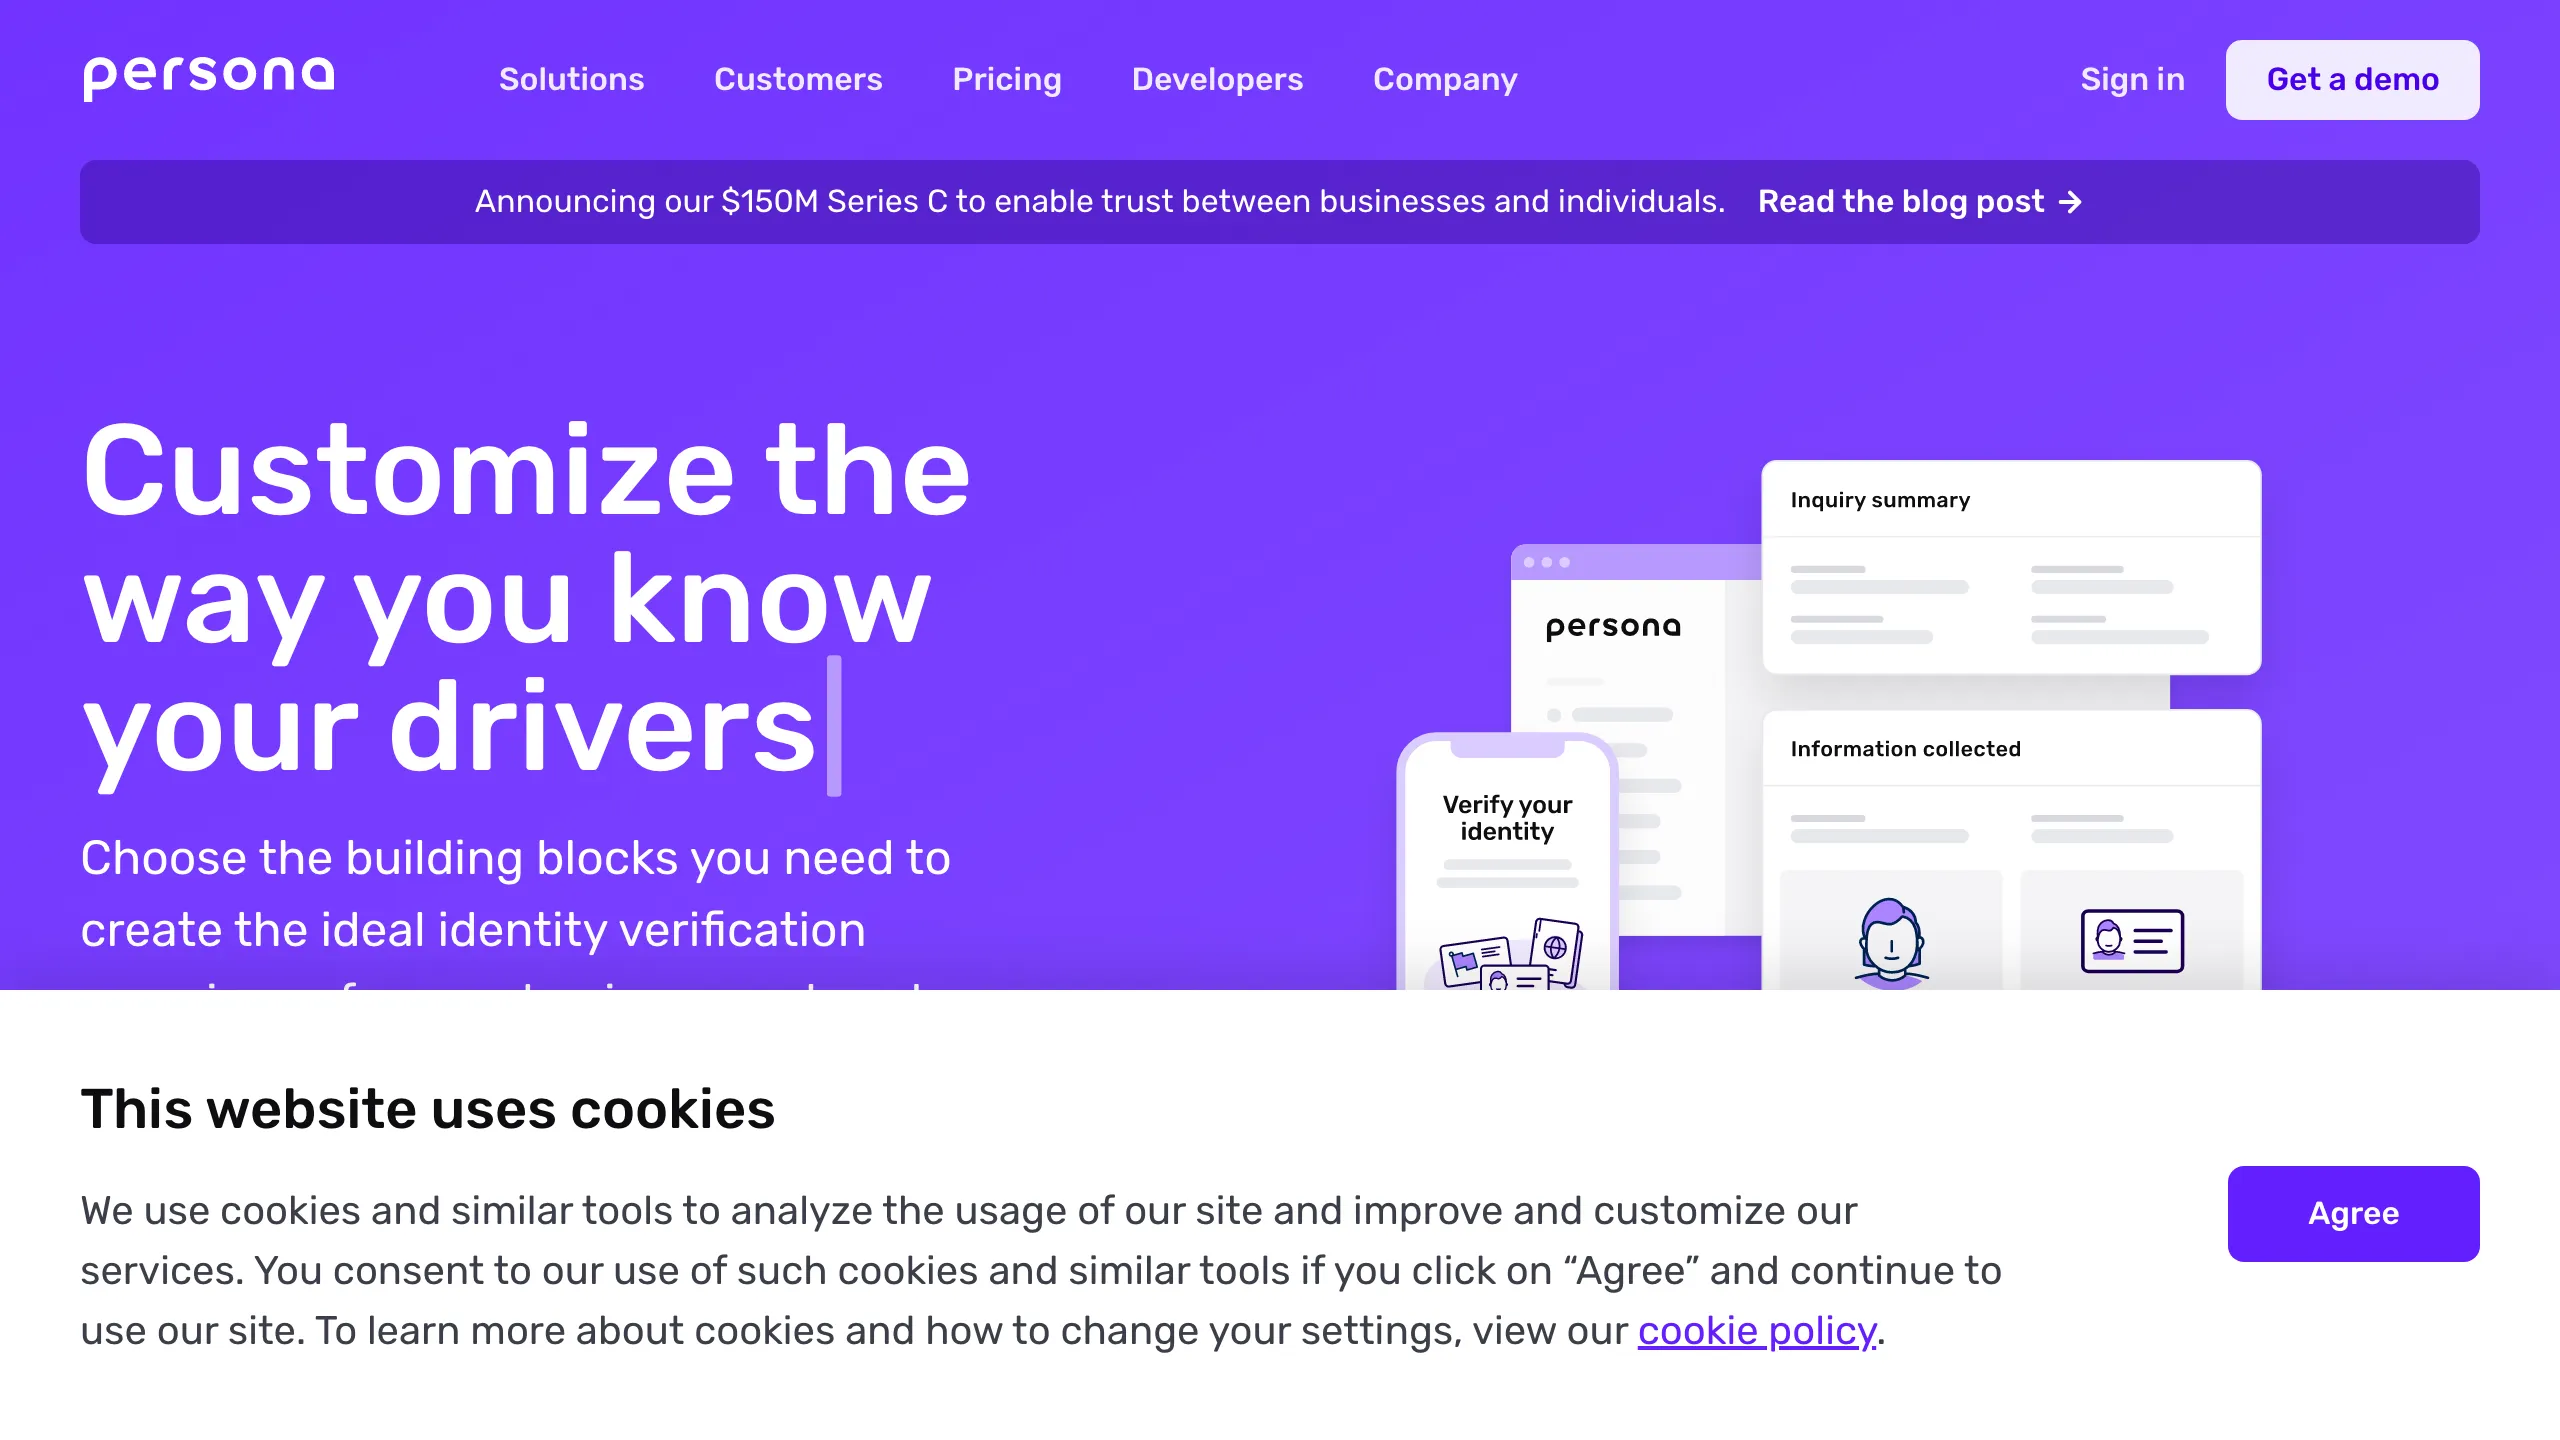 persona
Solutions
Customers
Pricing
Developers
Company
Sign in
Get a demo
Announcing our $150M Series C to enable trust between businesses and individuals. Read the blog post →
Customize the
way you know
your drivers
Choose the building blocks you need to
create the ideal identity verification
Inquiry summary
persona
Information collected
Verify your
identity
This website uses cookies
We use cookies and similar tools to analyze the usage of our site and improve and customize our
services. You consent to our use of such cookies and similar tools if you click on “Agree” and continue to
use our site. To learn more about cookies and how to change your settings, view our cookie policy.
Agree